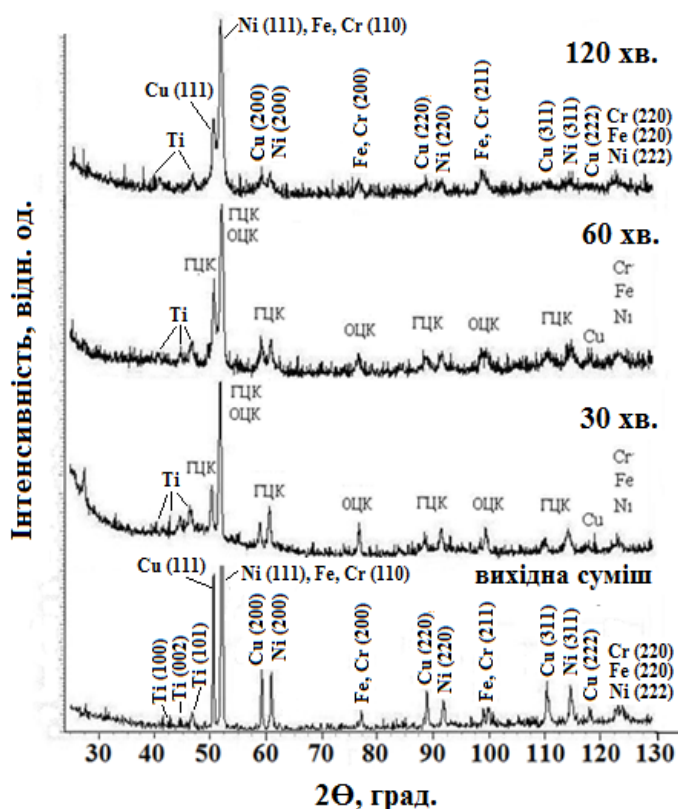 Ni (111), Fe, Cr (110)
120 хв.
Cu (111)
Ti
Cu (200)
Ni (200)
Fe, Cr (200)
Cu (220)
Ni (220)
Fe, Cr (211)
Cu (311)
Ni (311)
Cu (222)
Cr (220)
Fe (220)
Ni (222)
60 хв.
ГЦК
ОЦК
ГЦК
Ti
ГЦК
ОЦК
ГЦК
ОЦК
ГЦК
Cu
Cr
Fe
Ni
30 хв.
ГЦК
ОЦК
ГЦК
Ti
ГЦК
ОЦК
ГЦК
ОЦК
ГЦК
Cu
Cr
Fe
Ni
вихідна суміш
Cu (111)
Ni (111), Fe, Cr (110)
Ti (100)
Ti (002)
Ti (101)
Cu (200)
Ni (200)
Fe, Cr (200)
Cu (220)
Ni (220)
Fe, Cr (211)
Cu (311)
Ni (311)
Cu (222)
Cr (220)
Fe (220)
Ni (222)
30 40 50 60 70 80 90 100 110 120 130
2Ө, град.
Інтенсивність, відн. од.